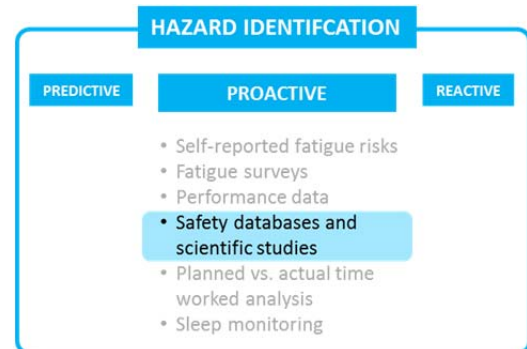 HAZARD IDENTIFCATION
PREDICTIVE
PROACTIVE
REACTIVE
• Self-reported fatigue risks
• Fatigue surveys
• Performance data
• Safety databases and
scientific studies
• Planned vs. actual time
worked analysis
• Sleep monitoring